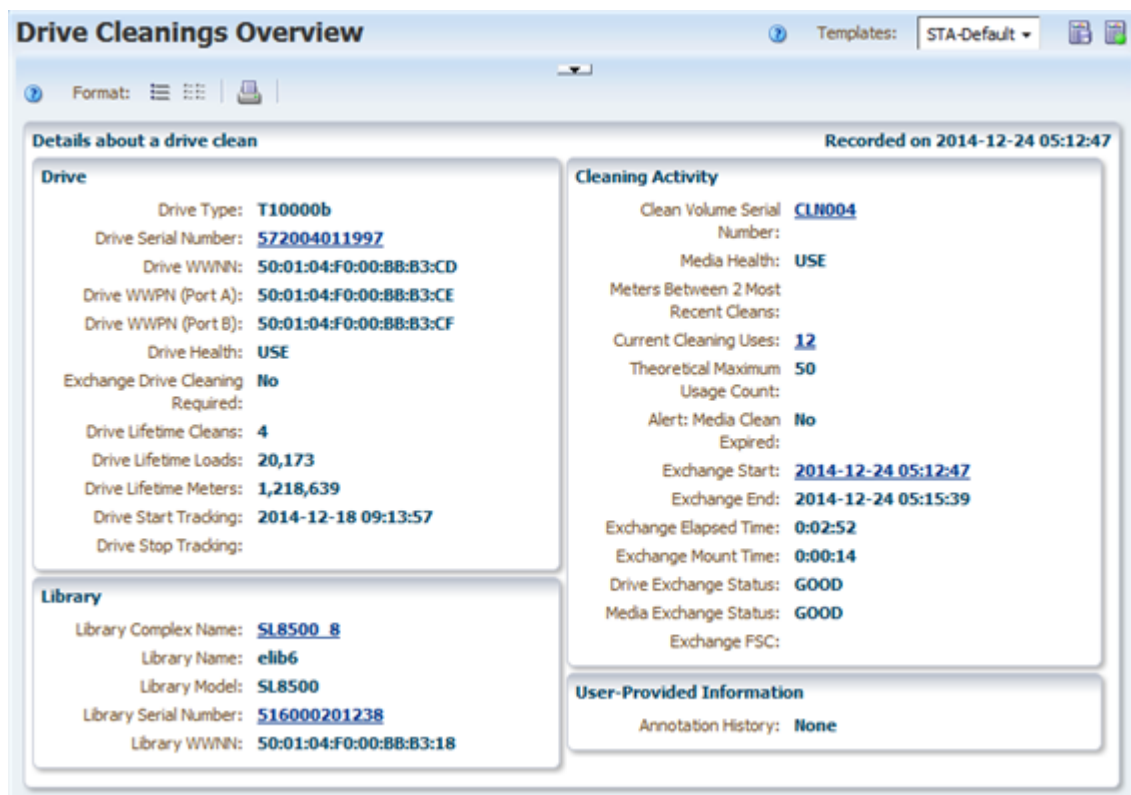 Drive Cleanings Overview
Templates: STA-Default
Format:
Details about a drive clean
Recorded on 2014-12-24 05:12:47
Drive
Drive Type: T10000b
Drive Serial Number: 572004011997
Drive WWNN: 50:01:04:F0:00:BB:B3:CD
Drive WWPN (Port A): 50:01:04:F0:00:BB:B3:CE
Drive WWPN (Port B): 50:01:04:F0:00:BB:B3:CF
Drive Health: USE
Exchange Drive Cleaning No
Required:
Drive Lifetime Cleans: 4
Drive Lifetime Loads: 20,173
Drive Lifetime Meters: 1,218,639
Drive Start Tracking: 2014-12-18 09:13:57
Drive Stop Tracking:
Library
Library Complex Name: SL8500_8
Library Name: elib6
Library Model: SL8500
Library Serial Number: 516000201238
Library WWNN: 50:01:04:F0:00:BB:B3:18
Cleaning Activity
Clean Volume Serial CLN004
Number:
Media Health: USE
Meters Between 2 Most
Recent Cleans:
Current Cleaning Uses: 12
Theoretical Maximum 50
Usage Count:
Alert: Media Clean No
Expired:
Exchange Start: 2014-12-24 05:12:47
Exchange End: 2014-12-24 05:15:39
Exchange Elapsed Time: 0:02:52
Exchange Mount Time: 0:00:14
Drive Exchange Status: GOOD
Media Exchange Status: GOOD
Exchange FSC:
User-Provided Information
Annotation History: None